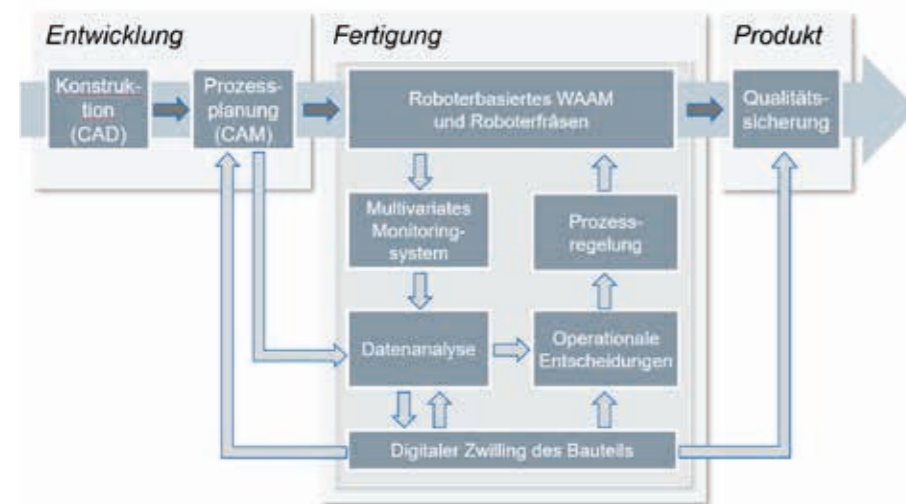 Entwicklung
Fertigung
Produkt
Konstruk-
tion
(CAD)
Prozess-
planung
(CAM)
Roboterbasiertes WAAM
und Roboterfräsen
Qualitäts-
sicherung
Multivariates
Monitoring-
system
Prozess-
regelung
Datenanalyse
Operationale
Entscheidungen
Digitaler Zwilling des Bauteils